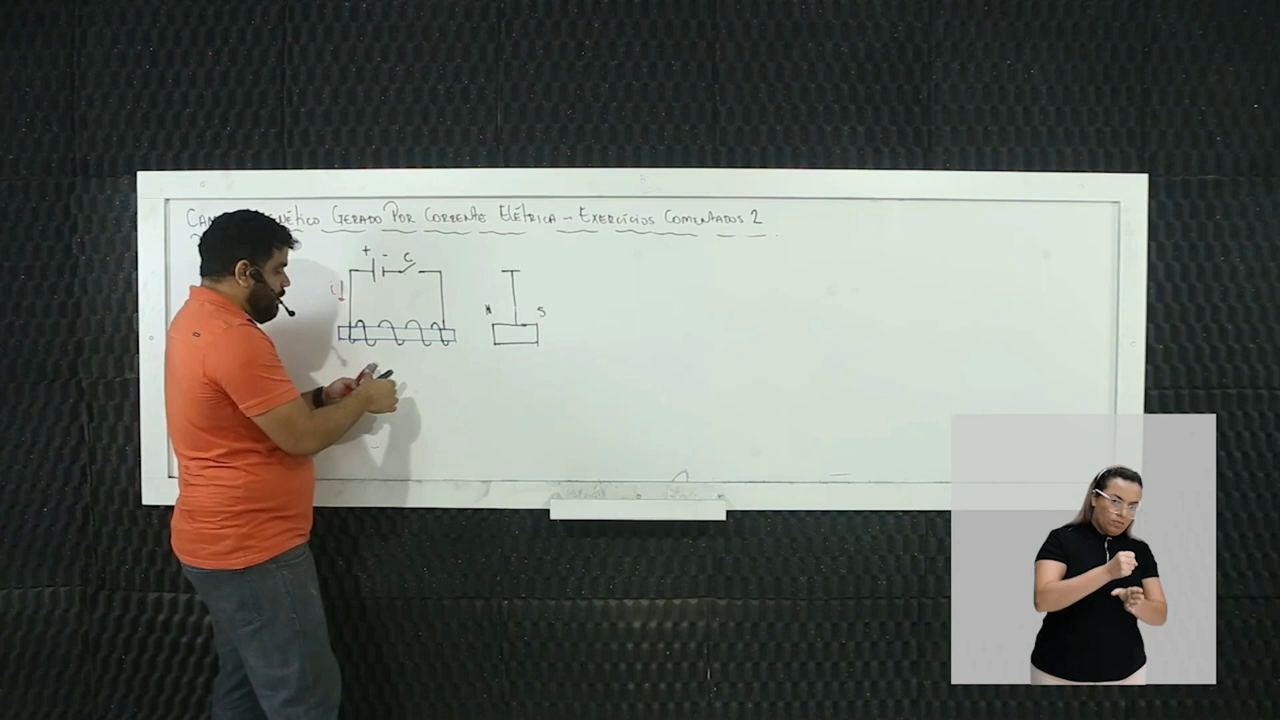 Gerado Por Corrente Elétrica - Exercícios Comentados 2
+ - C
i
N S